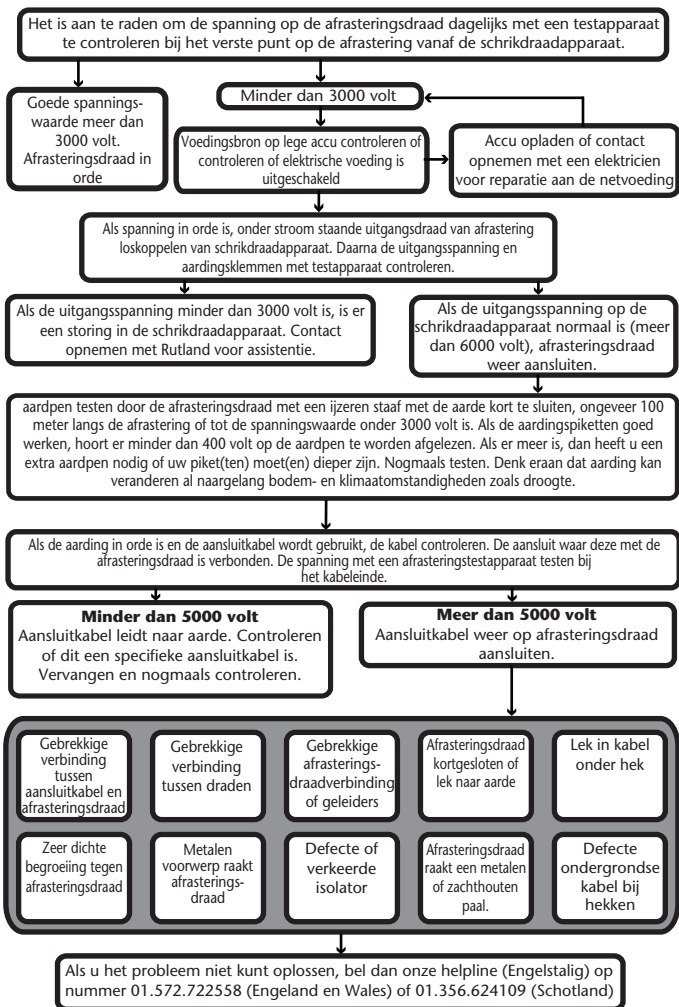 Het is aan te raden om de spanning op de afrasteringsdraad dagelijks met een testapparaat
te controleren bij het verste punt op de afrastering vanaf de schrikdraadapparaat.
Goede spannings-
waarde meer dan
3000 volt.
Afrasteringsdraad in
orde
Minder dan 3000 volt
Voedingsbron op lege accu controleren of
controleren of elektrische voeding is
uitgeschakeld
Accu opladen of contact
opnemen met een elektricien
voor reparatie aan de netvoeding
Als spanning in orde is, onder stroom staande uitgangsdraad van afrastering
loskoppelen van schrikdraadapparaat. Daarna de uitgangsspanning en
aardingsklemmen met testapparaat controleren.
Als de uitgangsspanning minder dan 3000 volt is, is er
een storing in de schrikdraadapparaat. Contact
opnemen met Rutland voor assistentie.
Als de uitgangsspanning op de
schrikdraadapparaat normaal is (meer
dan 6000 volt), afrasteringsdraad
weer aansluiten.
aardpen testen door de afrasteringsdraad met een ijzeren staaf met de aarde kort te sluiten, ongeveer 100
meter langs de afrastering of tot de spanningswaarde onder 3000 volt is. Als de aardingspiketten goed
werken, hoort er minder dan 400 volt op de aardpen te worden afgelezen. Als er meer is, dan heeft u een
extra aardpen nodig of uw piket(ten) moet(en) dieper zijn. Nogmaals testen. Denk eraan dat aarding kan
veranderen al naargelang bodem- en klimaatomstandigheden zoals droogte.
Als de aarding in orde is en de aansluitkabel wordt gebruikt, de kabel controleren. De aansluit waar deze met de
afrasteringsdraad is verbonden. De spanning met een afrasteringstestapparaat testen bij
het kabeleinde.
Minder dan 5000 volt
Aansluitkabel leidt naar aarde. Controleren
of dit een specifieke aansluitkabel is.
Vervangen en nogmaals controleren.
Meer dan 5000 volt
Aansluitkabel weer op afrasteringsdraad
aansluiten.
Gebrekkige
verbinding
tussen
aansluitkabel en
afrasteringsdraad
Gebrekkige
verbinding
tussen draden
Gebrekkige
afrasterings-
draadverbinding
of geleiders
Afrasteringsdraad
kortgesloten of
lek naar aarde
Lek in kabel
onder hek
Zeer dichte
begroeiing tegen
afrasteringsdraad
Metalen
voorwerp raakt
afrasterings-
draad
Defecte of
verkeerde
isolator
Afrasteringsdraad
raakt een metalen
of zachthouten
paal.
Defecte
ondergrondse
kabel bij
hekken
Als u het probleem niet kunt oplossen, bel dan onze helpline (Engelstalig) op
nummer 01.572.722558 (Engeland en Wales) of 01.356.624109 (Schotland)